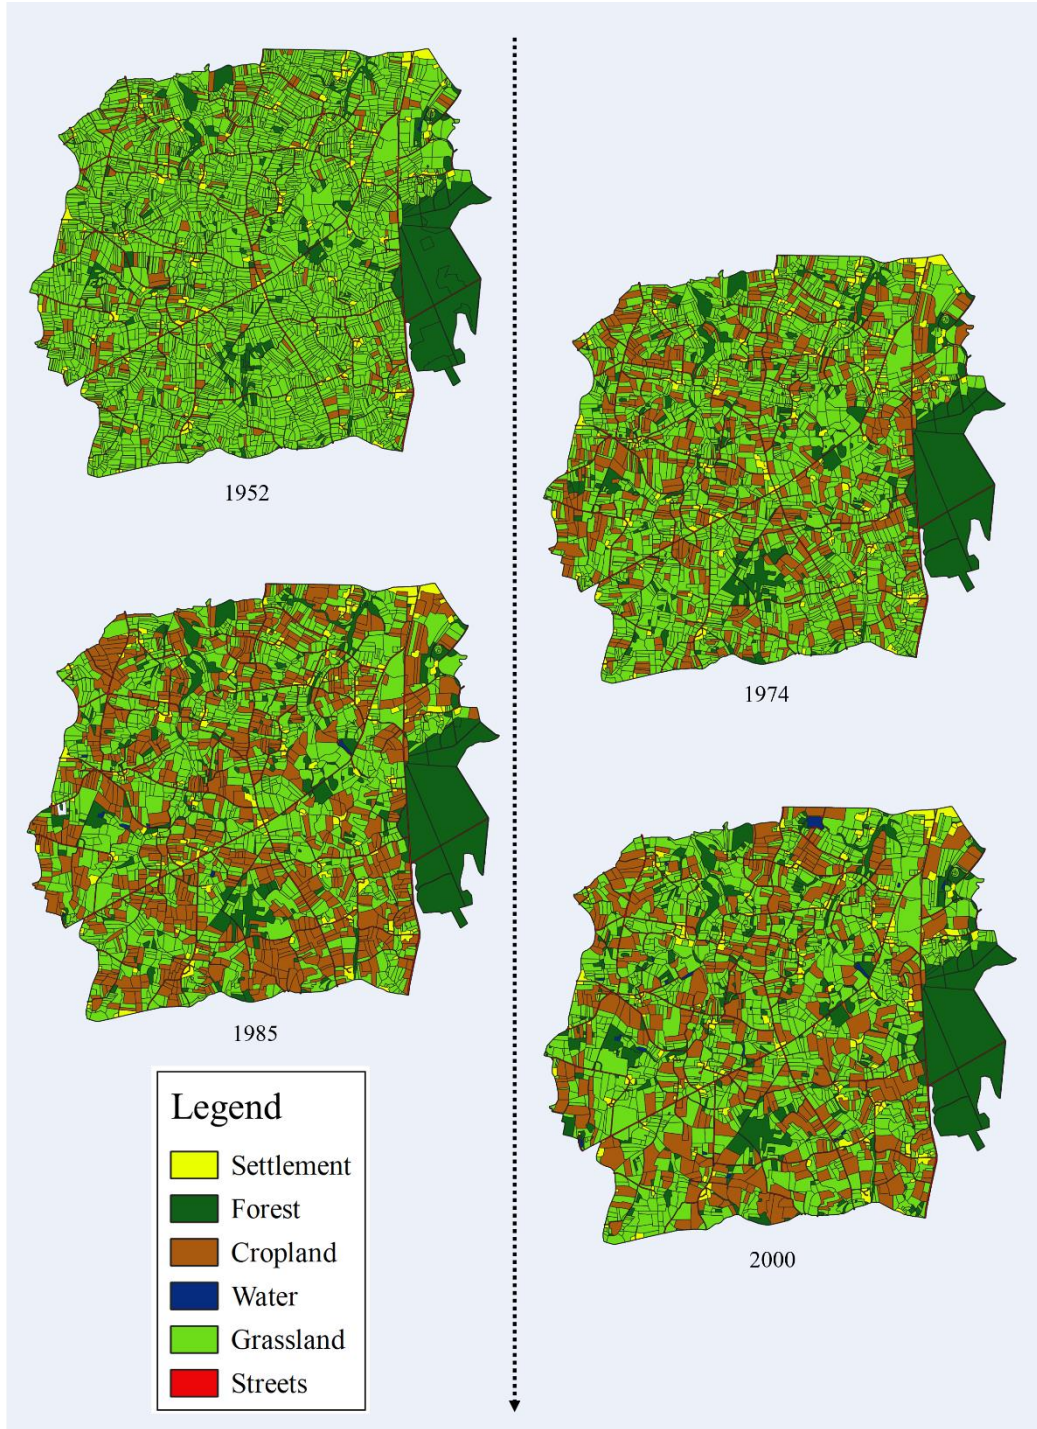 1952
1974
1985
2000
Legend
Settlement
Forest
Cropland
Water
Grassland
Streets